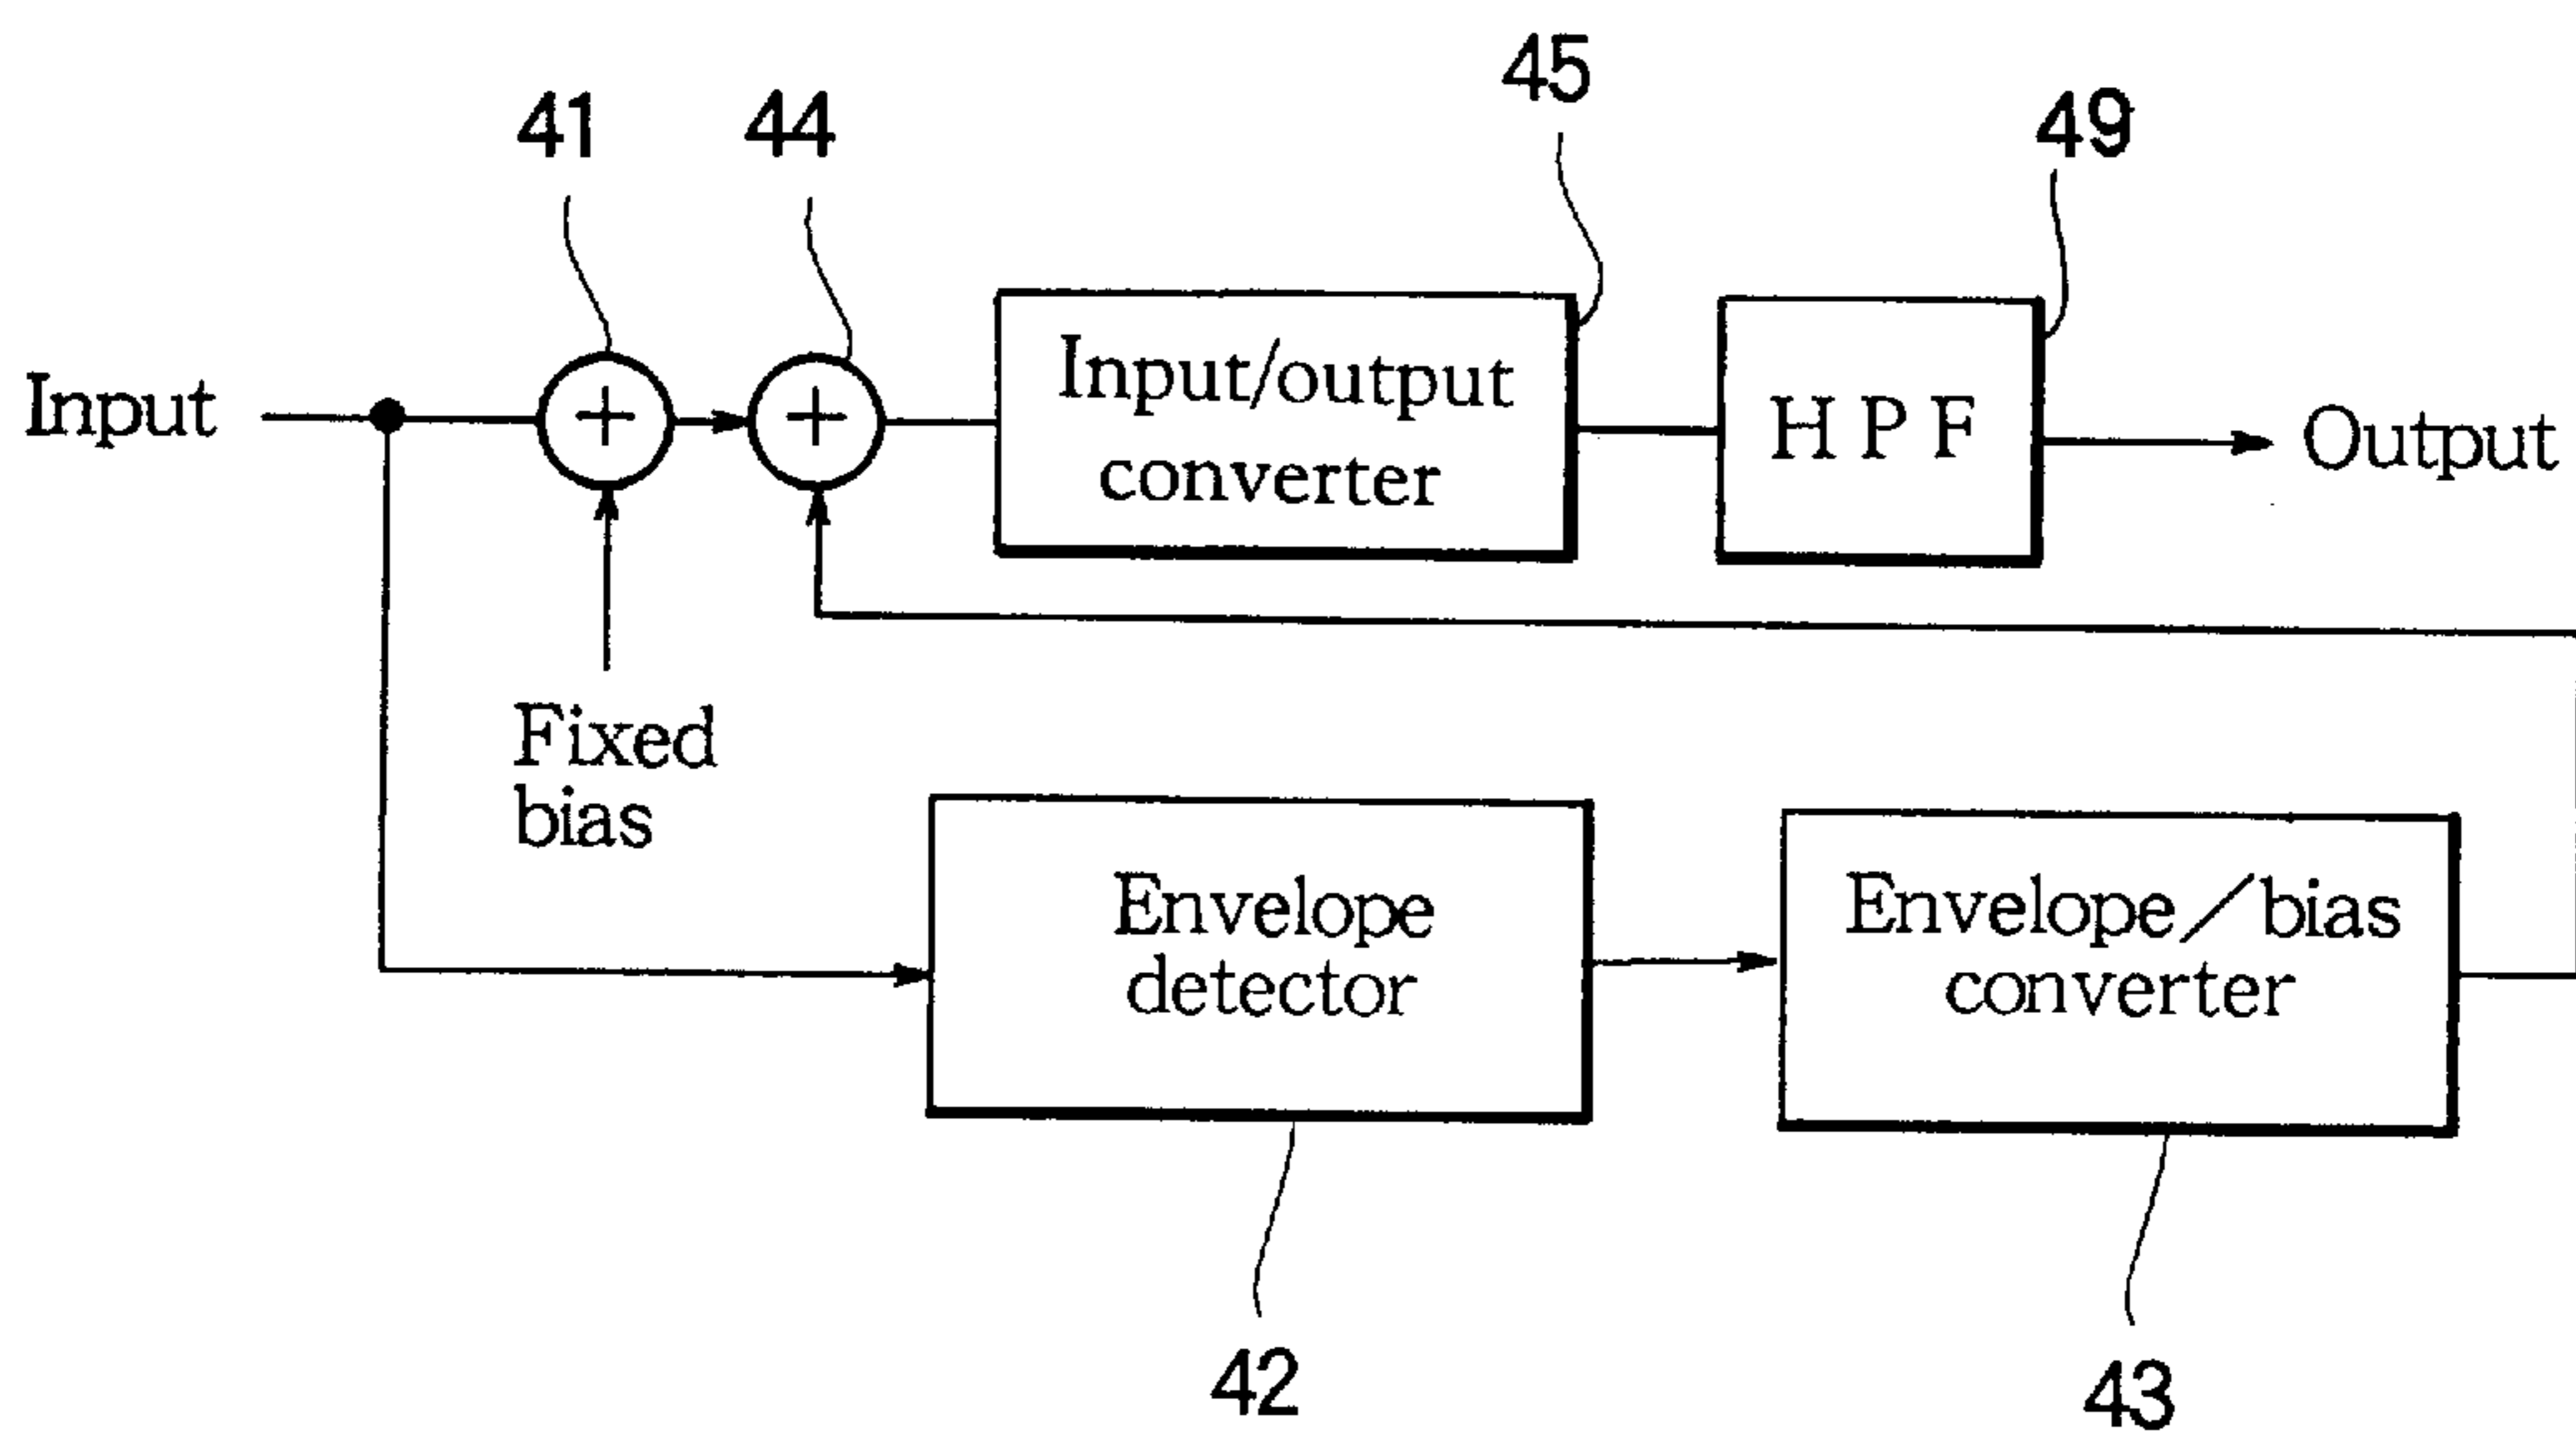 45
41
44
49
Input
Input/output
converter
H P F
Output
Fixed
bias
Envelope
detector
Envelope/bias
converter
42
43